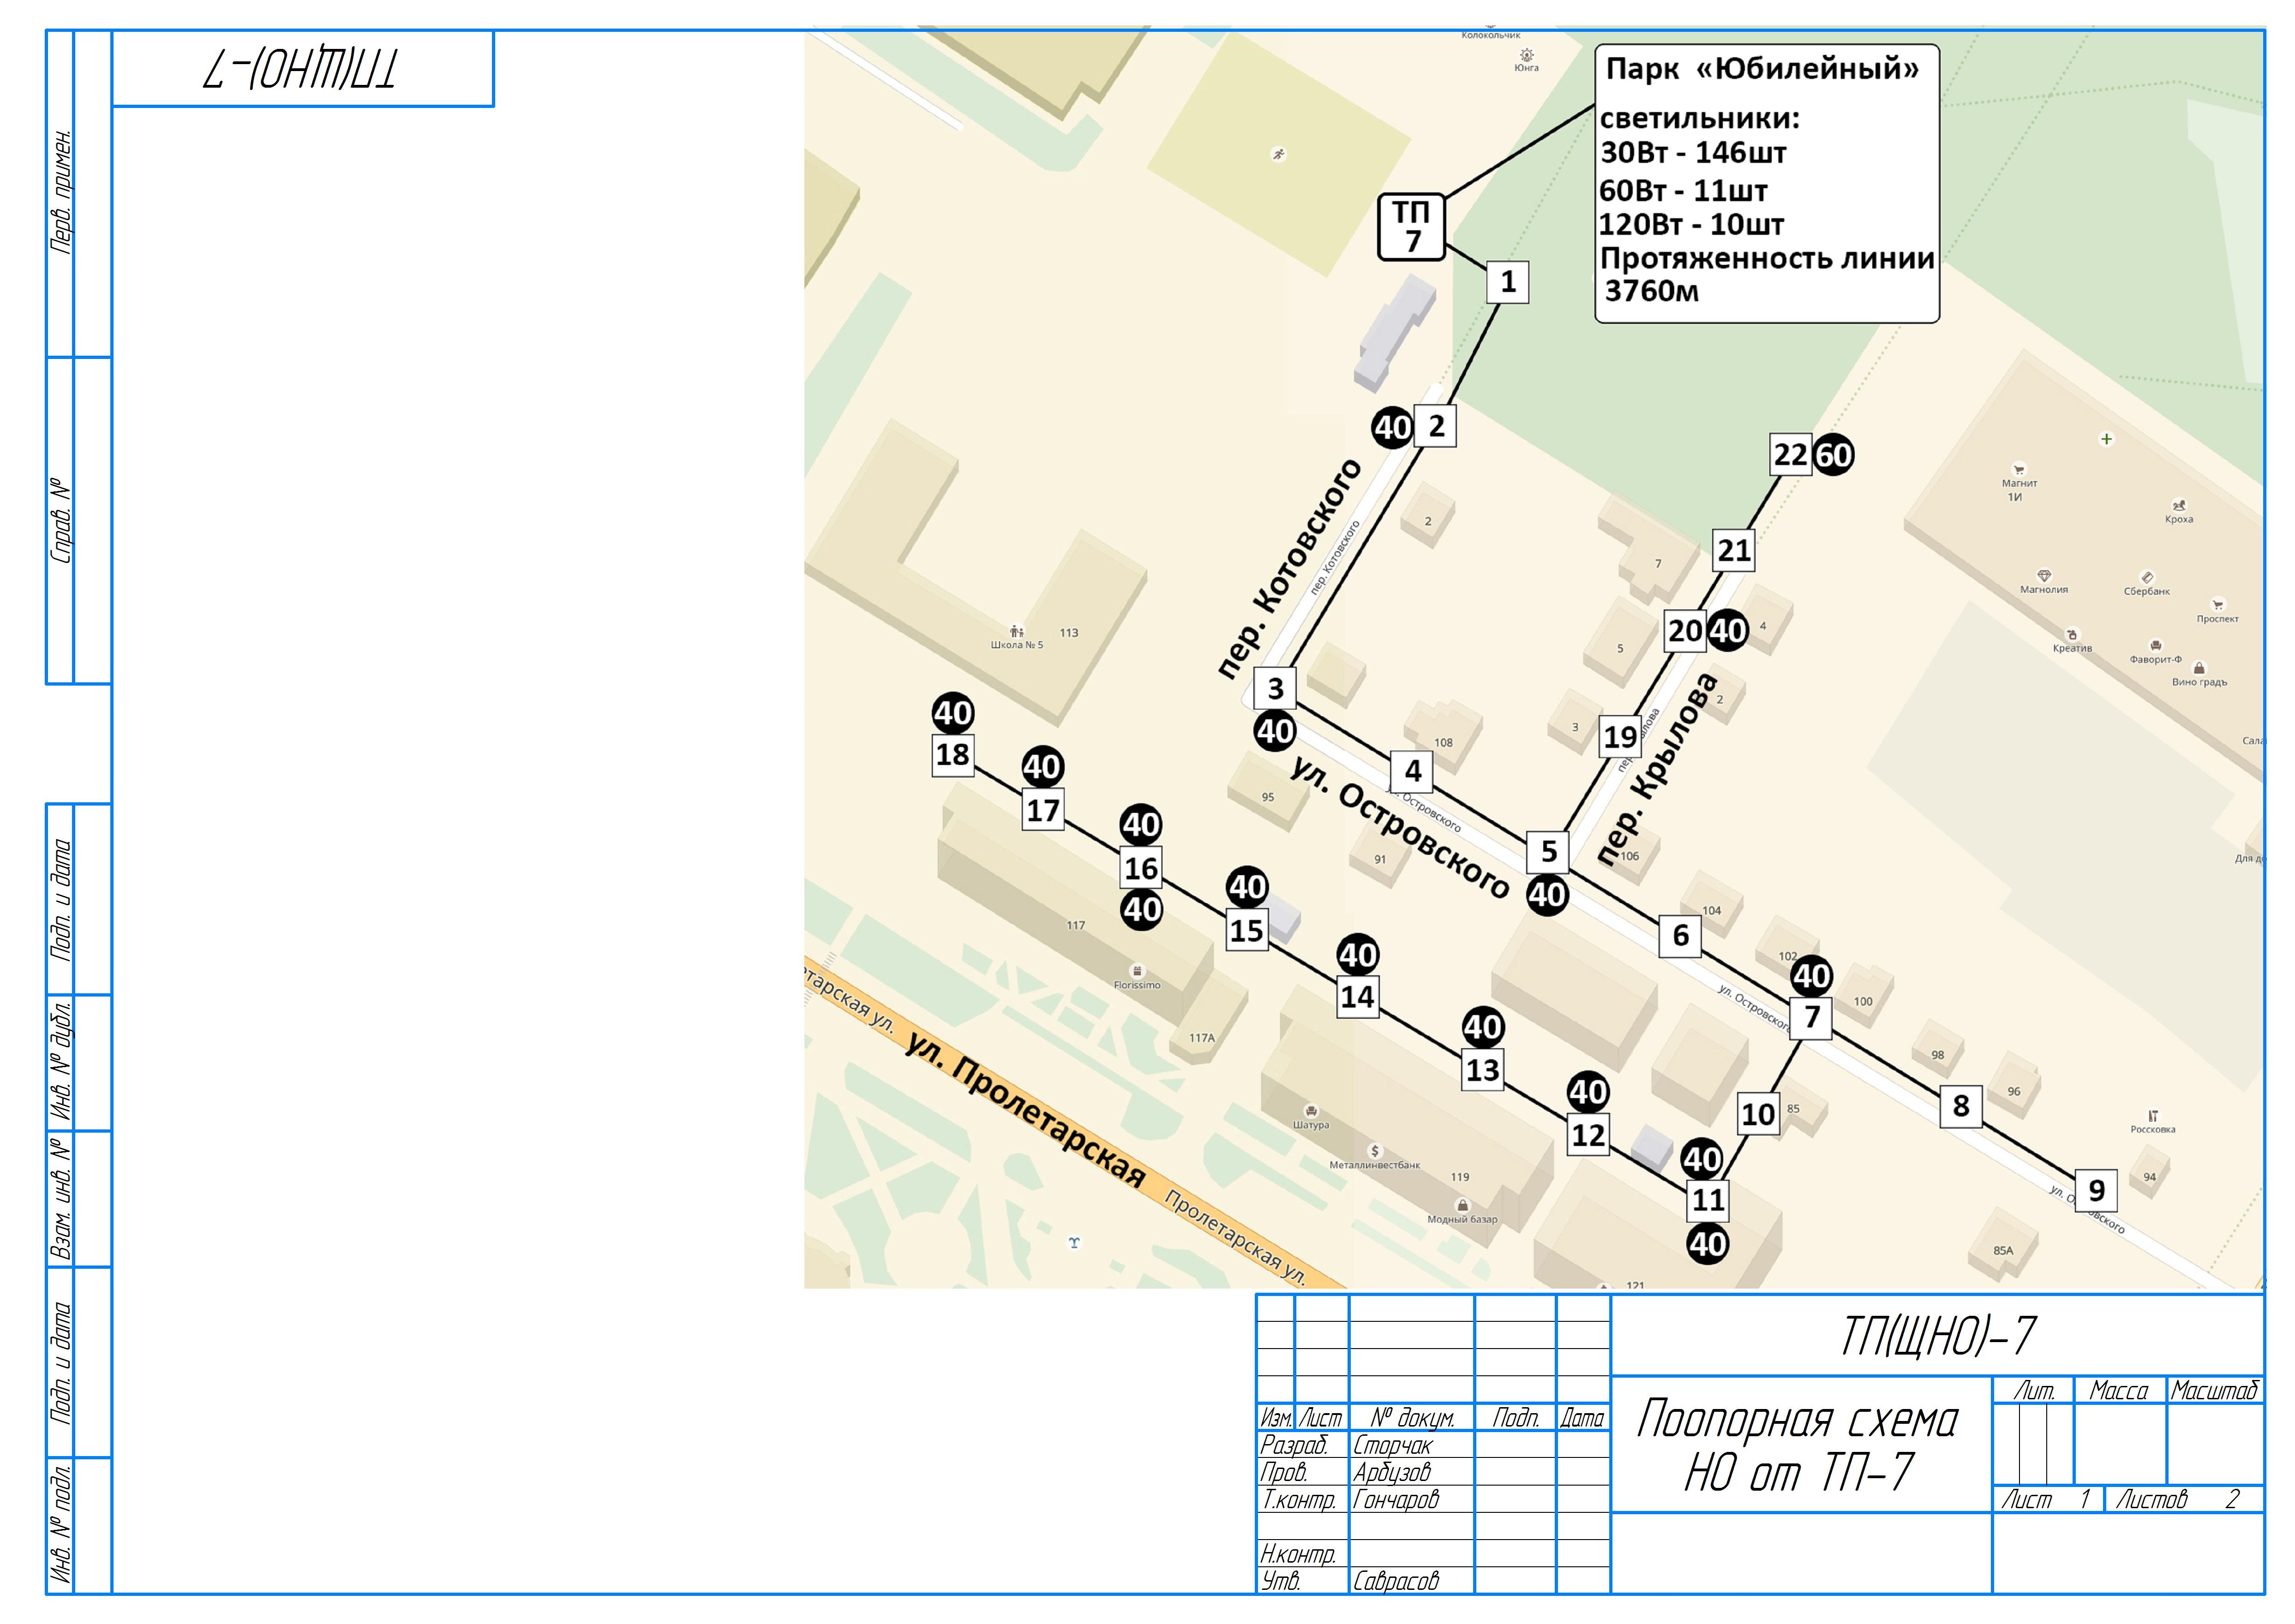 ТП(ЩНО)-7
Перв. примен.
Справ. №
Подп. и дата
Инв. № дубл.
Взам. инв. №
Подп. и дата
Инв. № подл.
Колокольчик
Юнга
Парк «Юбилейный»
светильники:
30Вт - 146шт
60Вт - 11шт
120Вт - 10шт
Протяженность линии
3760м
ТП
7
1
40 2
22 60
21
20 40
19
3
40
4
5
40
6
40
7
8
9
10
40
11
40
40
12
40
13
40
14
40
15
40
16
40
40
17
40
18
пер. Котовского
пер. Котовского
ул. Островского
ул. Островского
пер. Крылова
ул. Островского
ул. Пролетарская
Пролетарская ул.
Школа № 5
113
2
7
5
4
3
2
108
95
91
106
104
102
100
98
96
94
85
85А
117
Florissimo
117А
Шатура
Металлинвестбанк
119
Модный базар
121
Магнит
1И
Кроха
Магнолия
Сбербанк
Проспект
Креатив
Фаворит-Ф
Вино градъ
Россковка
ТП(ЩНО)-7
Поопорная схема
НО от ТП-7
Изм. Лист № докум. Подп. Дата
Разраб. Сторчак
Пров. Арбузов
Т.контр. Гончаров
Н.контр.
Утв. Саврасов
Лит. Масса Масштаб
Лист 1 Листов 2